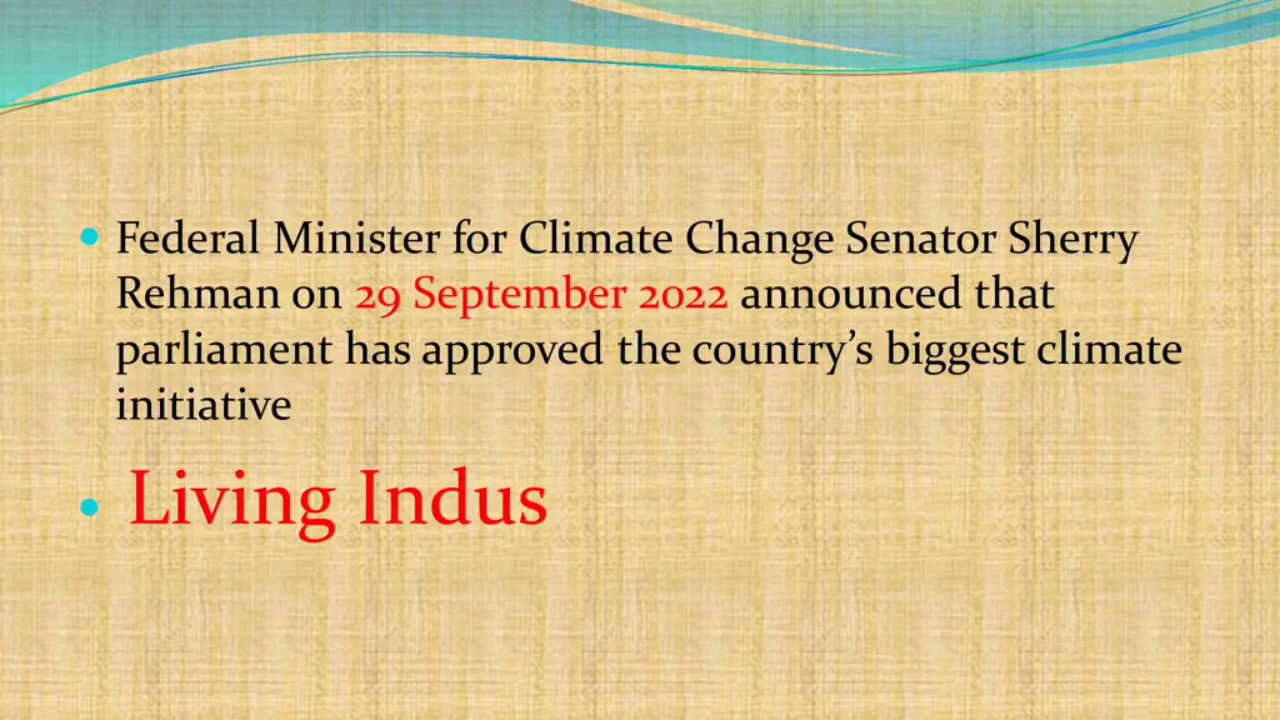 Federal Minister for Climate Change Senator Sherry
Rehman on 29 September 2022 announced that
parliament has approved the country’s biggest climate
initiative
Living Indus